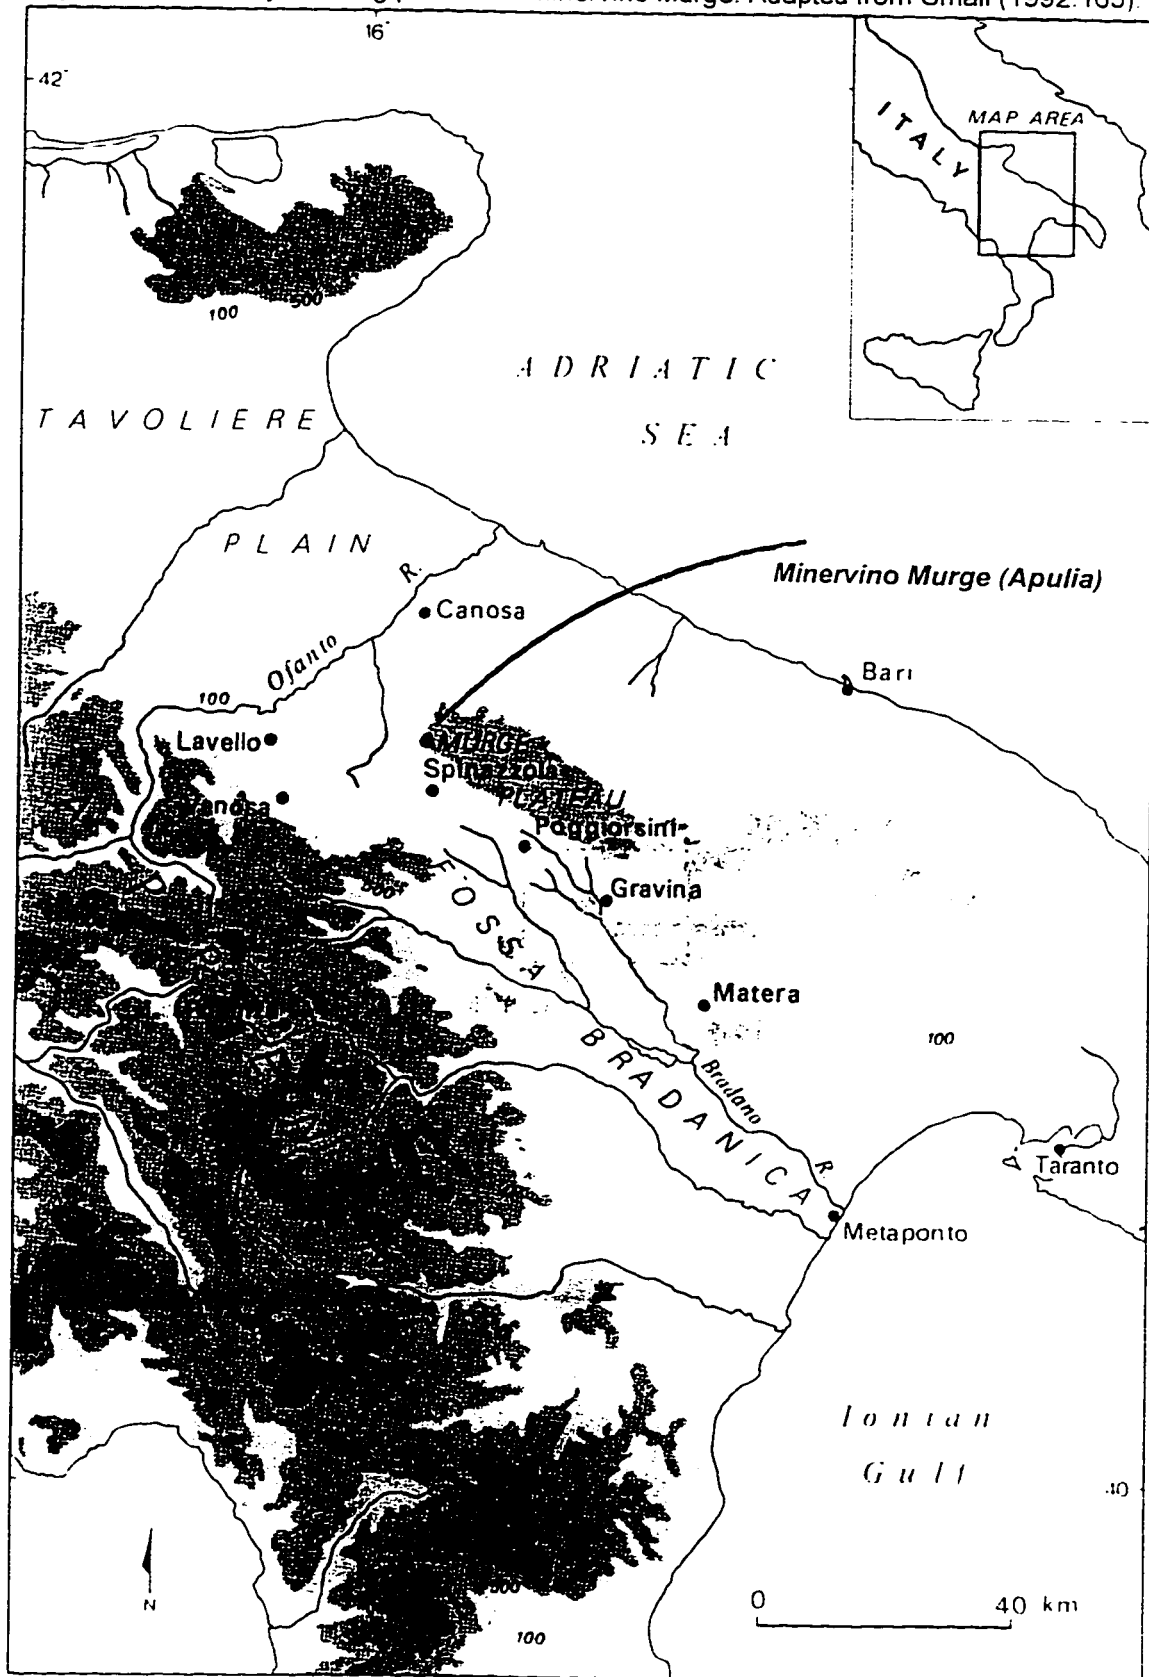 Minervino Murge. Adapted from Small (1992:165).
16°
42°
ITALY
MAP AREA
100
500
ADRIATIC
SEA
TAVOLIERE
PLAIN
R.
Minervino Murge (Apulia)
Canosa
Ofanto
100
Bari
Lavello
MURGE
Spinazzola
PLATEAU
Venosa
Poggiorsini
Gravina
500
FOSSA
Matera
100
BRADANICA
Bradano
R.
Taranto
Metaponto
Ionian
Gulf
40
N
500
0
40 km
100